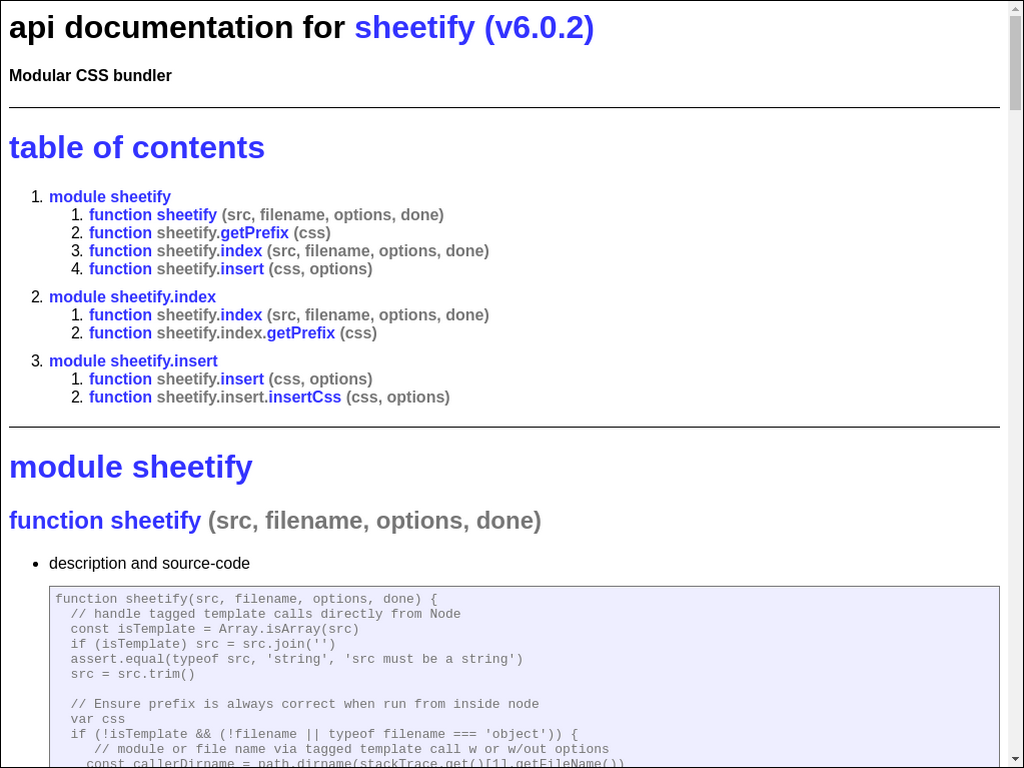 api documentation for sheetify (v6.0.2)
Modular CSS bundler
table of contents
1. module sheetify
1. function sheetify (src, filename, options, done)
2. function sheetify.getPrefix (css)
3. function sheetify.index (src, filename, options, done)
4. function sheetify.insert (css, options)
2. module sheetify.index
1. function sheetify.index (src, filename, options, done)
2. function sheetify.index.getPrefix (css)
3. module sheetify.insert
1. function sheetify.insert (css, options)
2. function sheetify.insert.insertCss (css, options)
module sheetify
function sheetify (src, filename, options, done)
• description and source-code
function sheetify(src, filename, options, done) {
  // handle tagged template calls directly from Node
  const isTemplate = Array.isArray(src)
  if (isTemplate) src = src.join('')
  assert.equal(typeof src, 'string', 'src must be a string')
  src = src.trim()
  // Ensure prefix is always correct when run from inside node
  var css
  if (!isTemplate && (!filename || typeof filename === 'object')) {
     // module or file name via tagged template call w or w/out options
    const callerDirname = path.dirname(stackTrace.get()[1].getFileName())